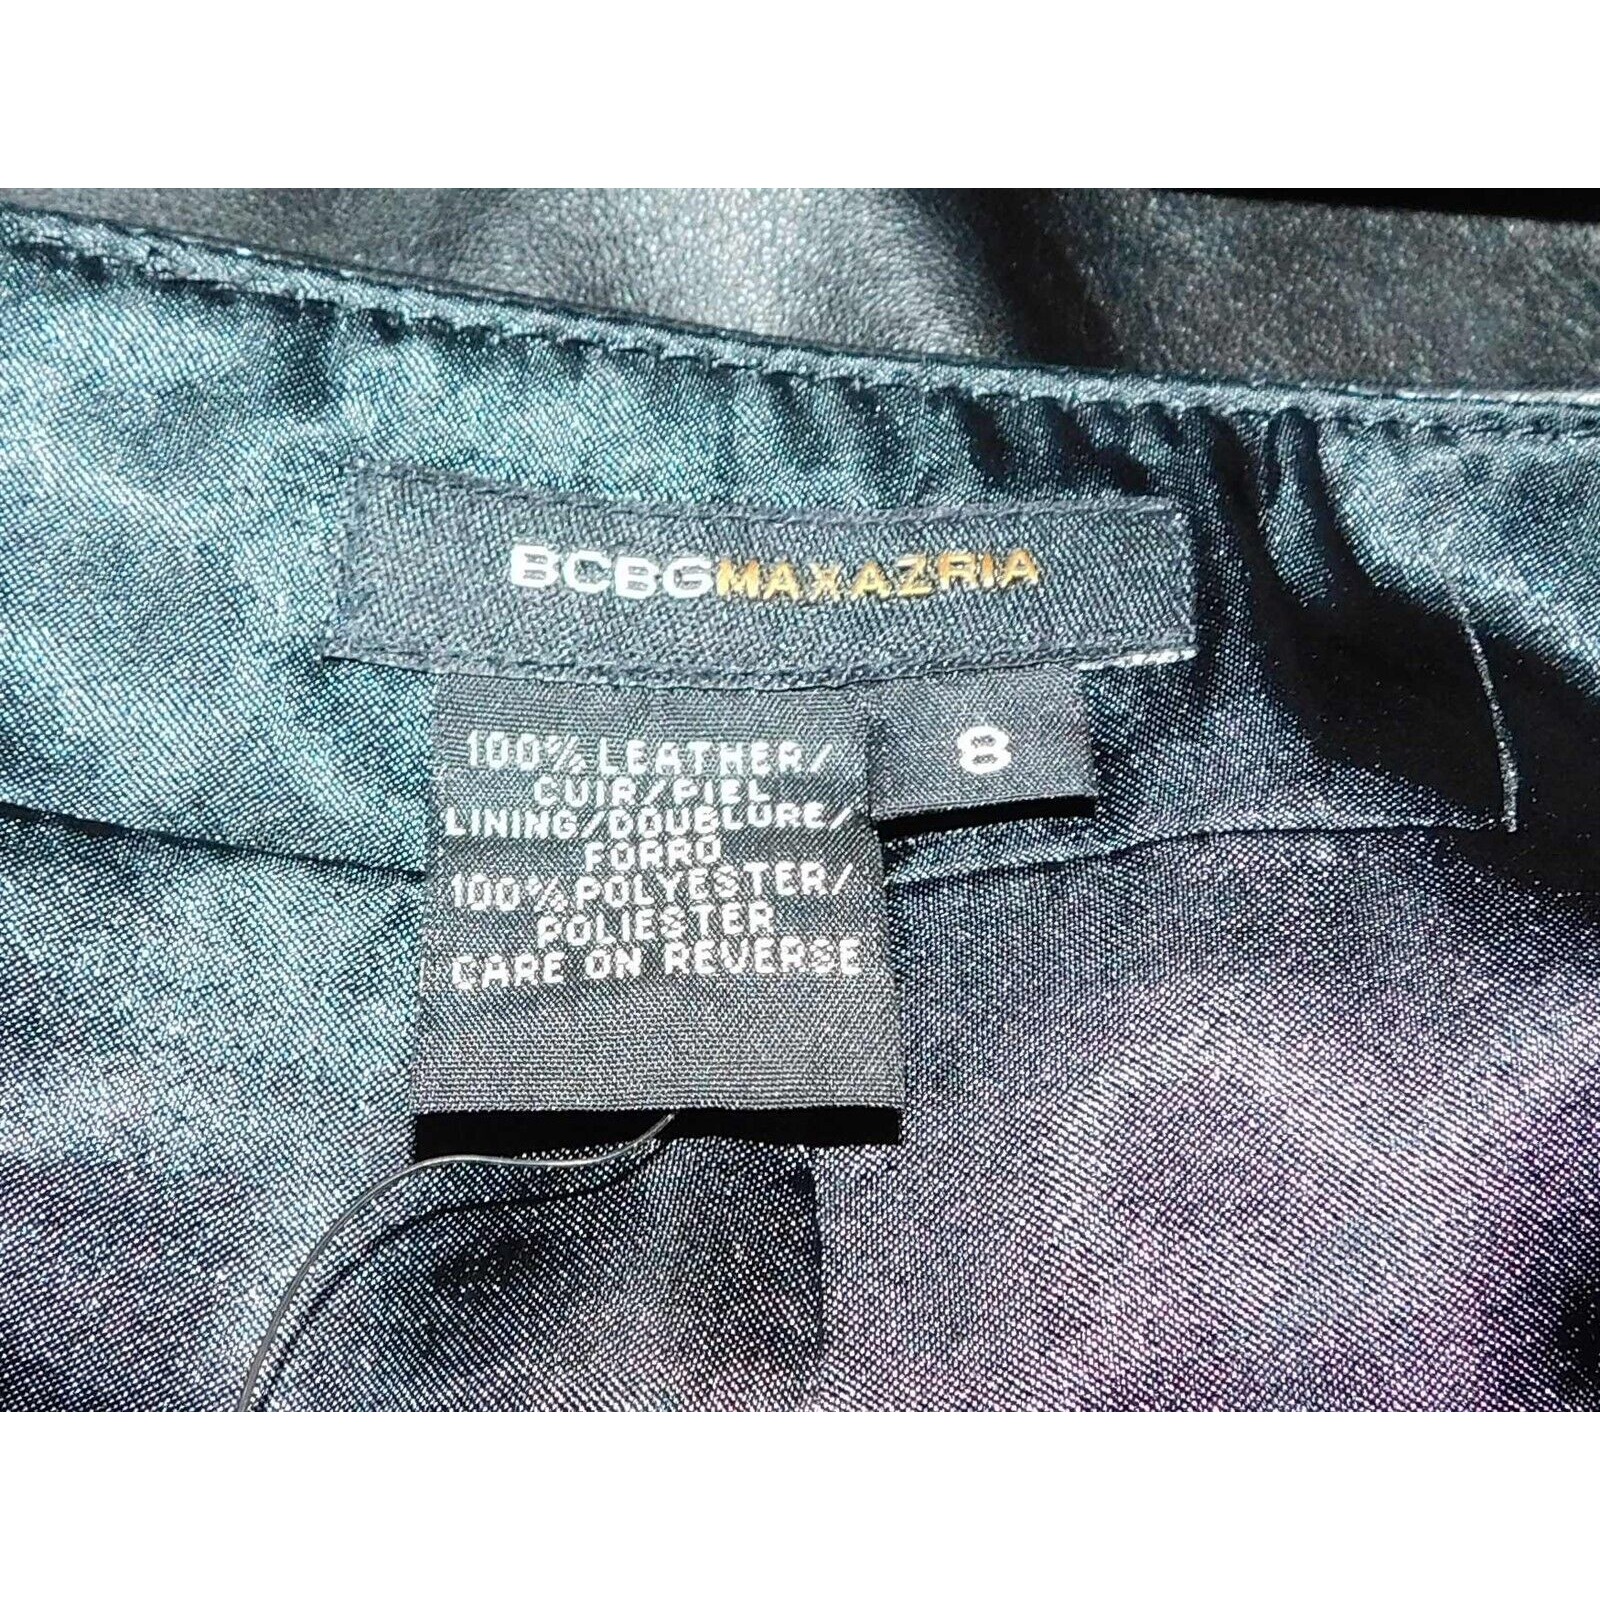 BCBGMAXAZRIA
8
100% LEATHER/
CUIR/PIEL
LINING/DOUBLURE/
FORRO
100% POLYESTER/
POLIESTER
CARE ON REVERSE